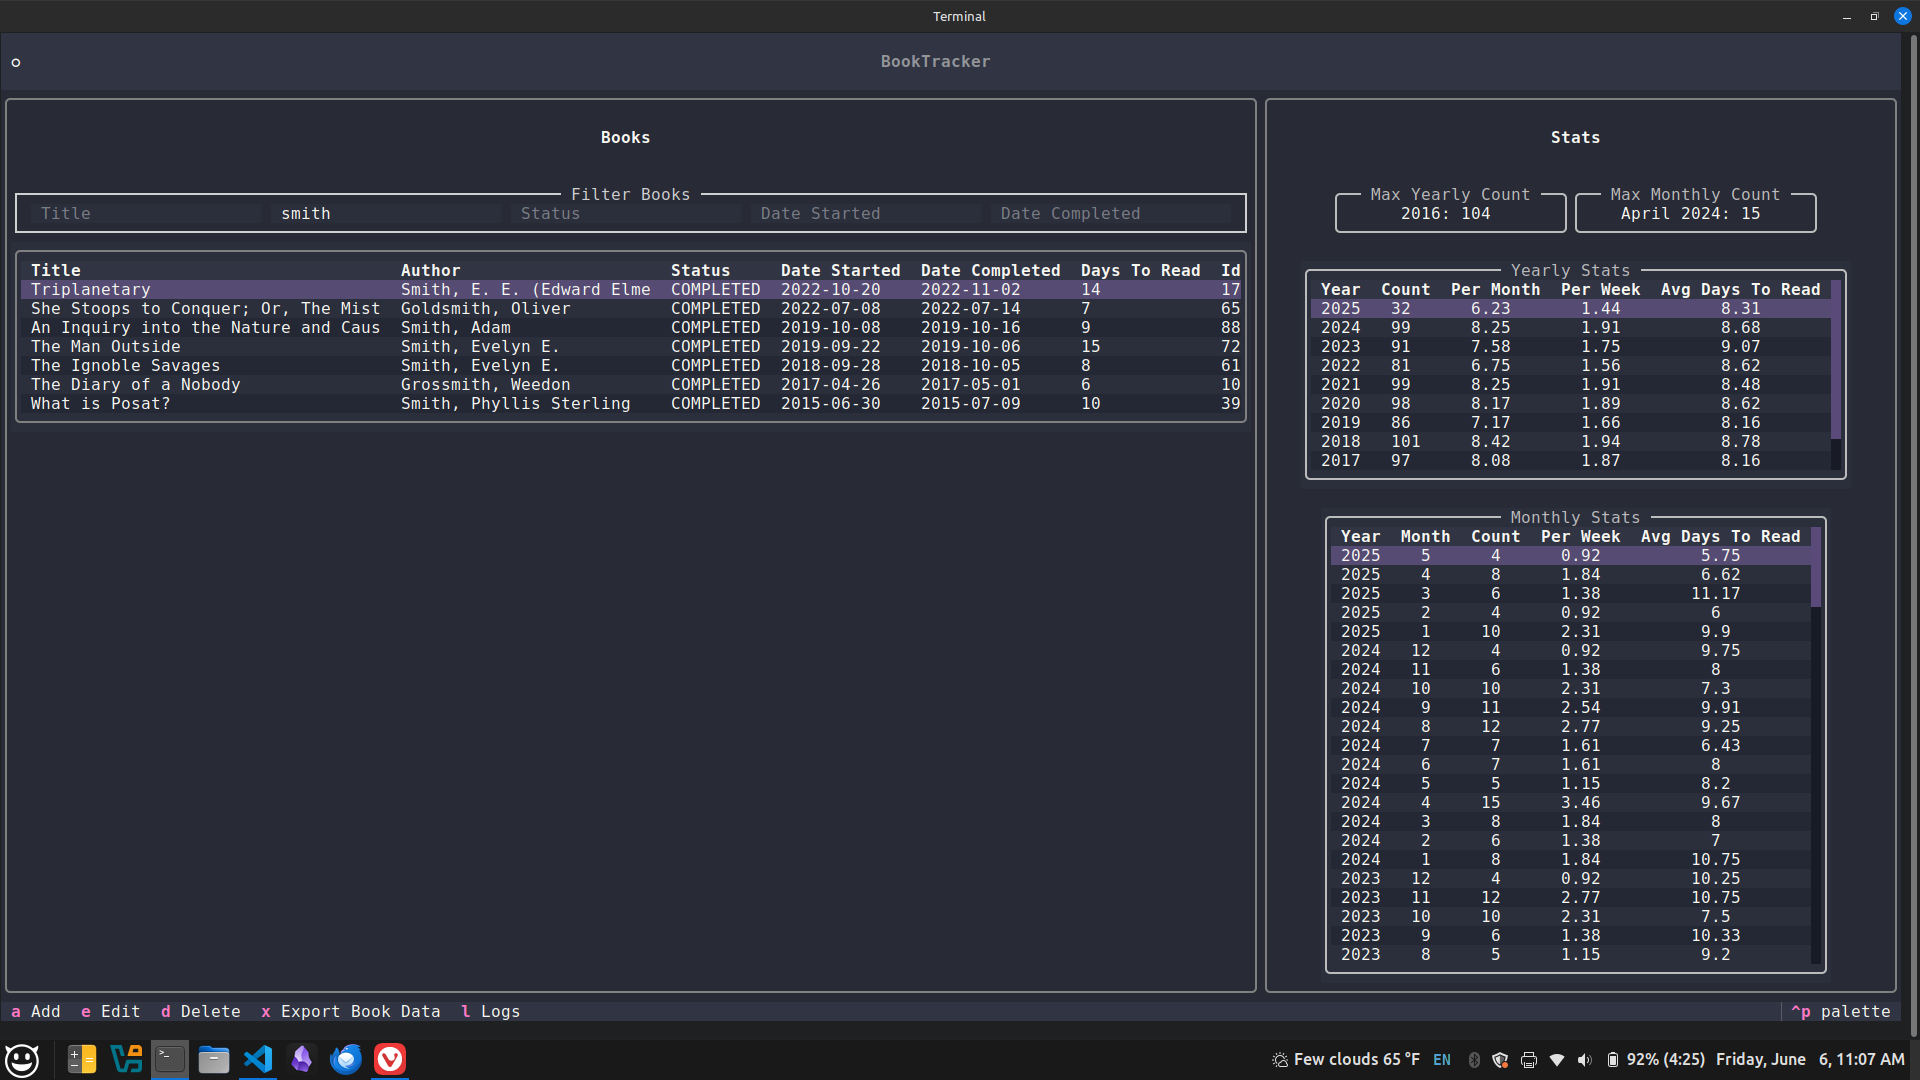 Terminal
BookTracker
Books
Filter Books
Title smith Status Date Started Date Completed
Title Author Status Date Started Date Completed Days To Read Id
Triplanetary Smith, E. E. (Edward Elme COMPLETED 2022-10-20 2022-11-02 14 17
She Stoops to Conquer; Or, The Mist Goldsmith, Oliver COMPLETED 2022-07-08 2022-07-14 7 65
An Inquiry into the Nature and Caus Smith, Adam COMPLETED 2019-10-08 2019-10-16 9 88
The Man Outside Smith, Evelyn E. COMPLETED 2019-09-22 2019-10-06 15 72
The Ignoble Savages Smith, Evelyn E. COMPLETED 2018-09-28 2018-10-05 8 61
The Diary of a Nobody Grossmith, Weedon COMPLETED 2017-04-26 2017-05-01 6 10
What is Posat? Smith, Phyllis Sterling COMPLETED 2015-06-30 2015-07-09 10 39
Stats
Max Yearly Count
2016: 104
Max Monthly Count
April 2024: 15
Yearly Stats
Year Count Per Month Per Week Avg Days To Read
2025 32 6.23 1.44 8.31
2024 99 8.25 1.91 8.68
2023 91 7.58 1.75 9.07
2022 81 6.75 1.56 8.62
2021 99 8.25 1.91 8.48
2020 98 8.17 1.89 8.62
2019 86 7.17 1.66 8.16
2018 101 8.42 1.94 8.78
2017 97 8.08 1.87 8.16
Monthly Stats
Year Month Count Per Week Avg Days To Read
2025 5 4 0.92 5.75
2025 4 8 1.84 6.62
2025 3 6 1.38 11.17
2025 2 4 0.92 6
2025 1 10 2.31 9.9
2024 12 4 0.92 9.75
2024 11 6 1.38 8
2024 10 10 2.31 7.3
2024 9 11 2.54 9.91
2024 8 12 2.77 9.25
2024 7 7 1.61 6.43
2024 6 7 1.61 8
2024 5 5 1.15 8.2
2024 4 15 3.46 9.67
2024 3 8 1.84 8
2024 2 6 1.38 7
2024 1 8 1.84 10.75
2023 12 4 0.92 10.25
2023 11 12 2.77 10.75
2023 10 10 2.31 7.5
2023 9 6 1.38 10.33
2023 8 5 1.15 9.2
a Add e Edit d Delete x Export Book Data l Logs ^p palette
Few clouds 65 °F EN 92% (4:25) Friday, June 6, 11:07 AM